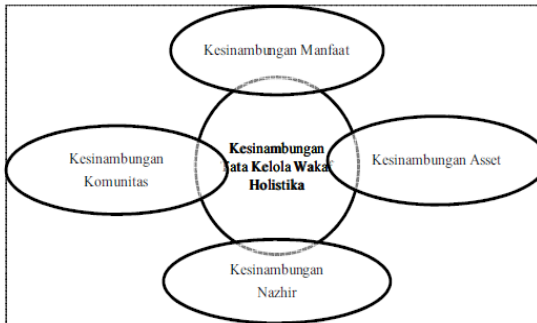 Kesinambungan Manfaat
Kesinambungan
Komunitas
Kesinambungan
Tata Kelola Wakaf
Holistika
Kesinambungan Asset
Kesinambungan
Nazhir